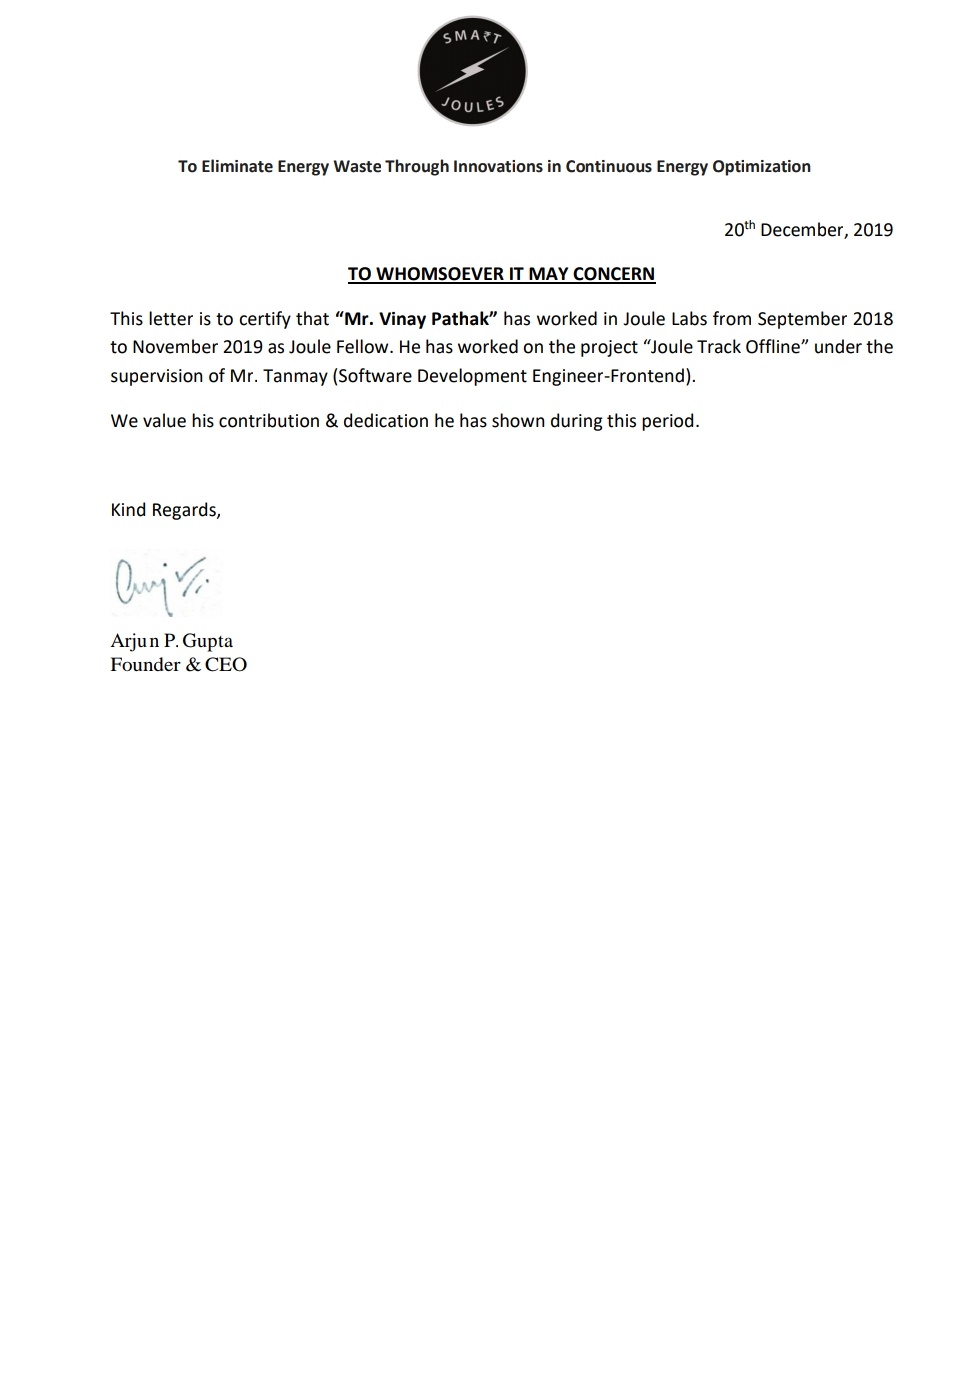 SMA₹T
JOULES
To Eliminate Energy Waste Through Innovations in Continuous Energy Optimization
20th December, 2019
TO WHOMSOEVER IT MAY CONCERN
This letter is to certify that “Mr. Vinay Pathak” has worked in Joule Labs from September 2018
to November 2019 as Joule Fellow. He has worked on the project “Joule Track Offline” under the
supervision of Mr. Tanmay (Software Development Engineer-Frontend).
We value his contribution & dedication he has shown during this period.
Kind Regards,
Arjun P. Gupta
Founder & CEO